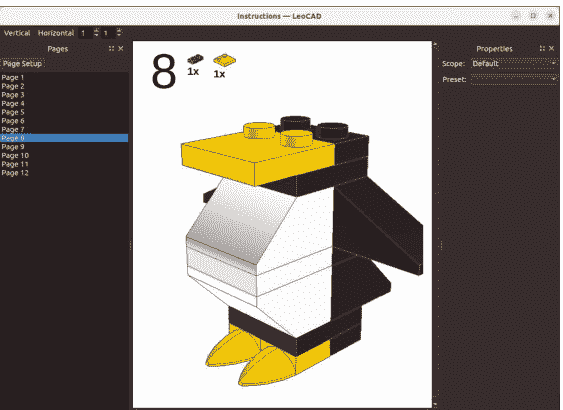 Instructions — LeoCAD
Vertical Horizontal 1 1
Pages
Page Setup
Page 1
Page 2
Page 3
Page 4
Page 5
Page 6
Page 7
Page 8
Page 9
Page 10
Page 11
Page 12
8
1x 1x
Properties
Scope: Default
Preset: